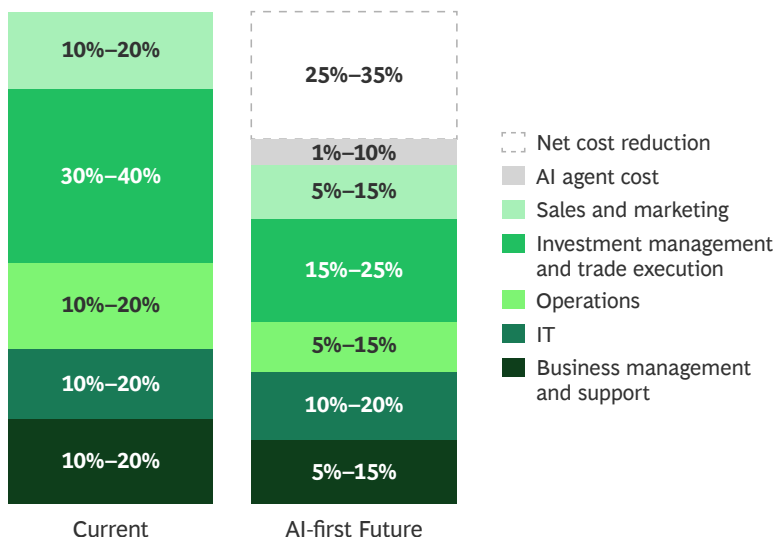 10%–20%
30%–40%
10%–20%
10%–20%
10%–20%
Current
25%–35%
1%–10%
5%–15%
15%–25%
5%–15%
10%–20%
5%–15%
AI-first Future
Net cost reduction
AI agent cost
Sales and marketing
Investment management
and trade execution
Operations
IT
Business management
and support